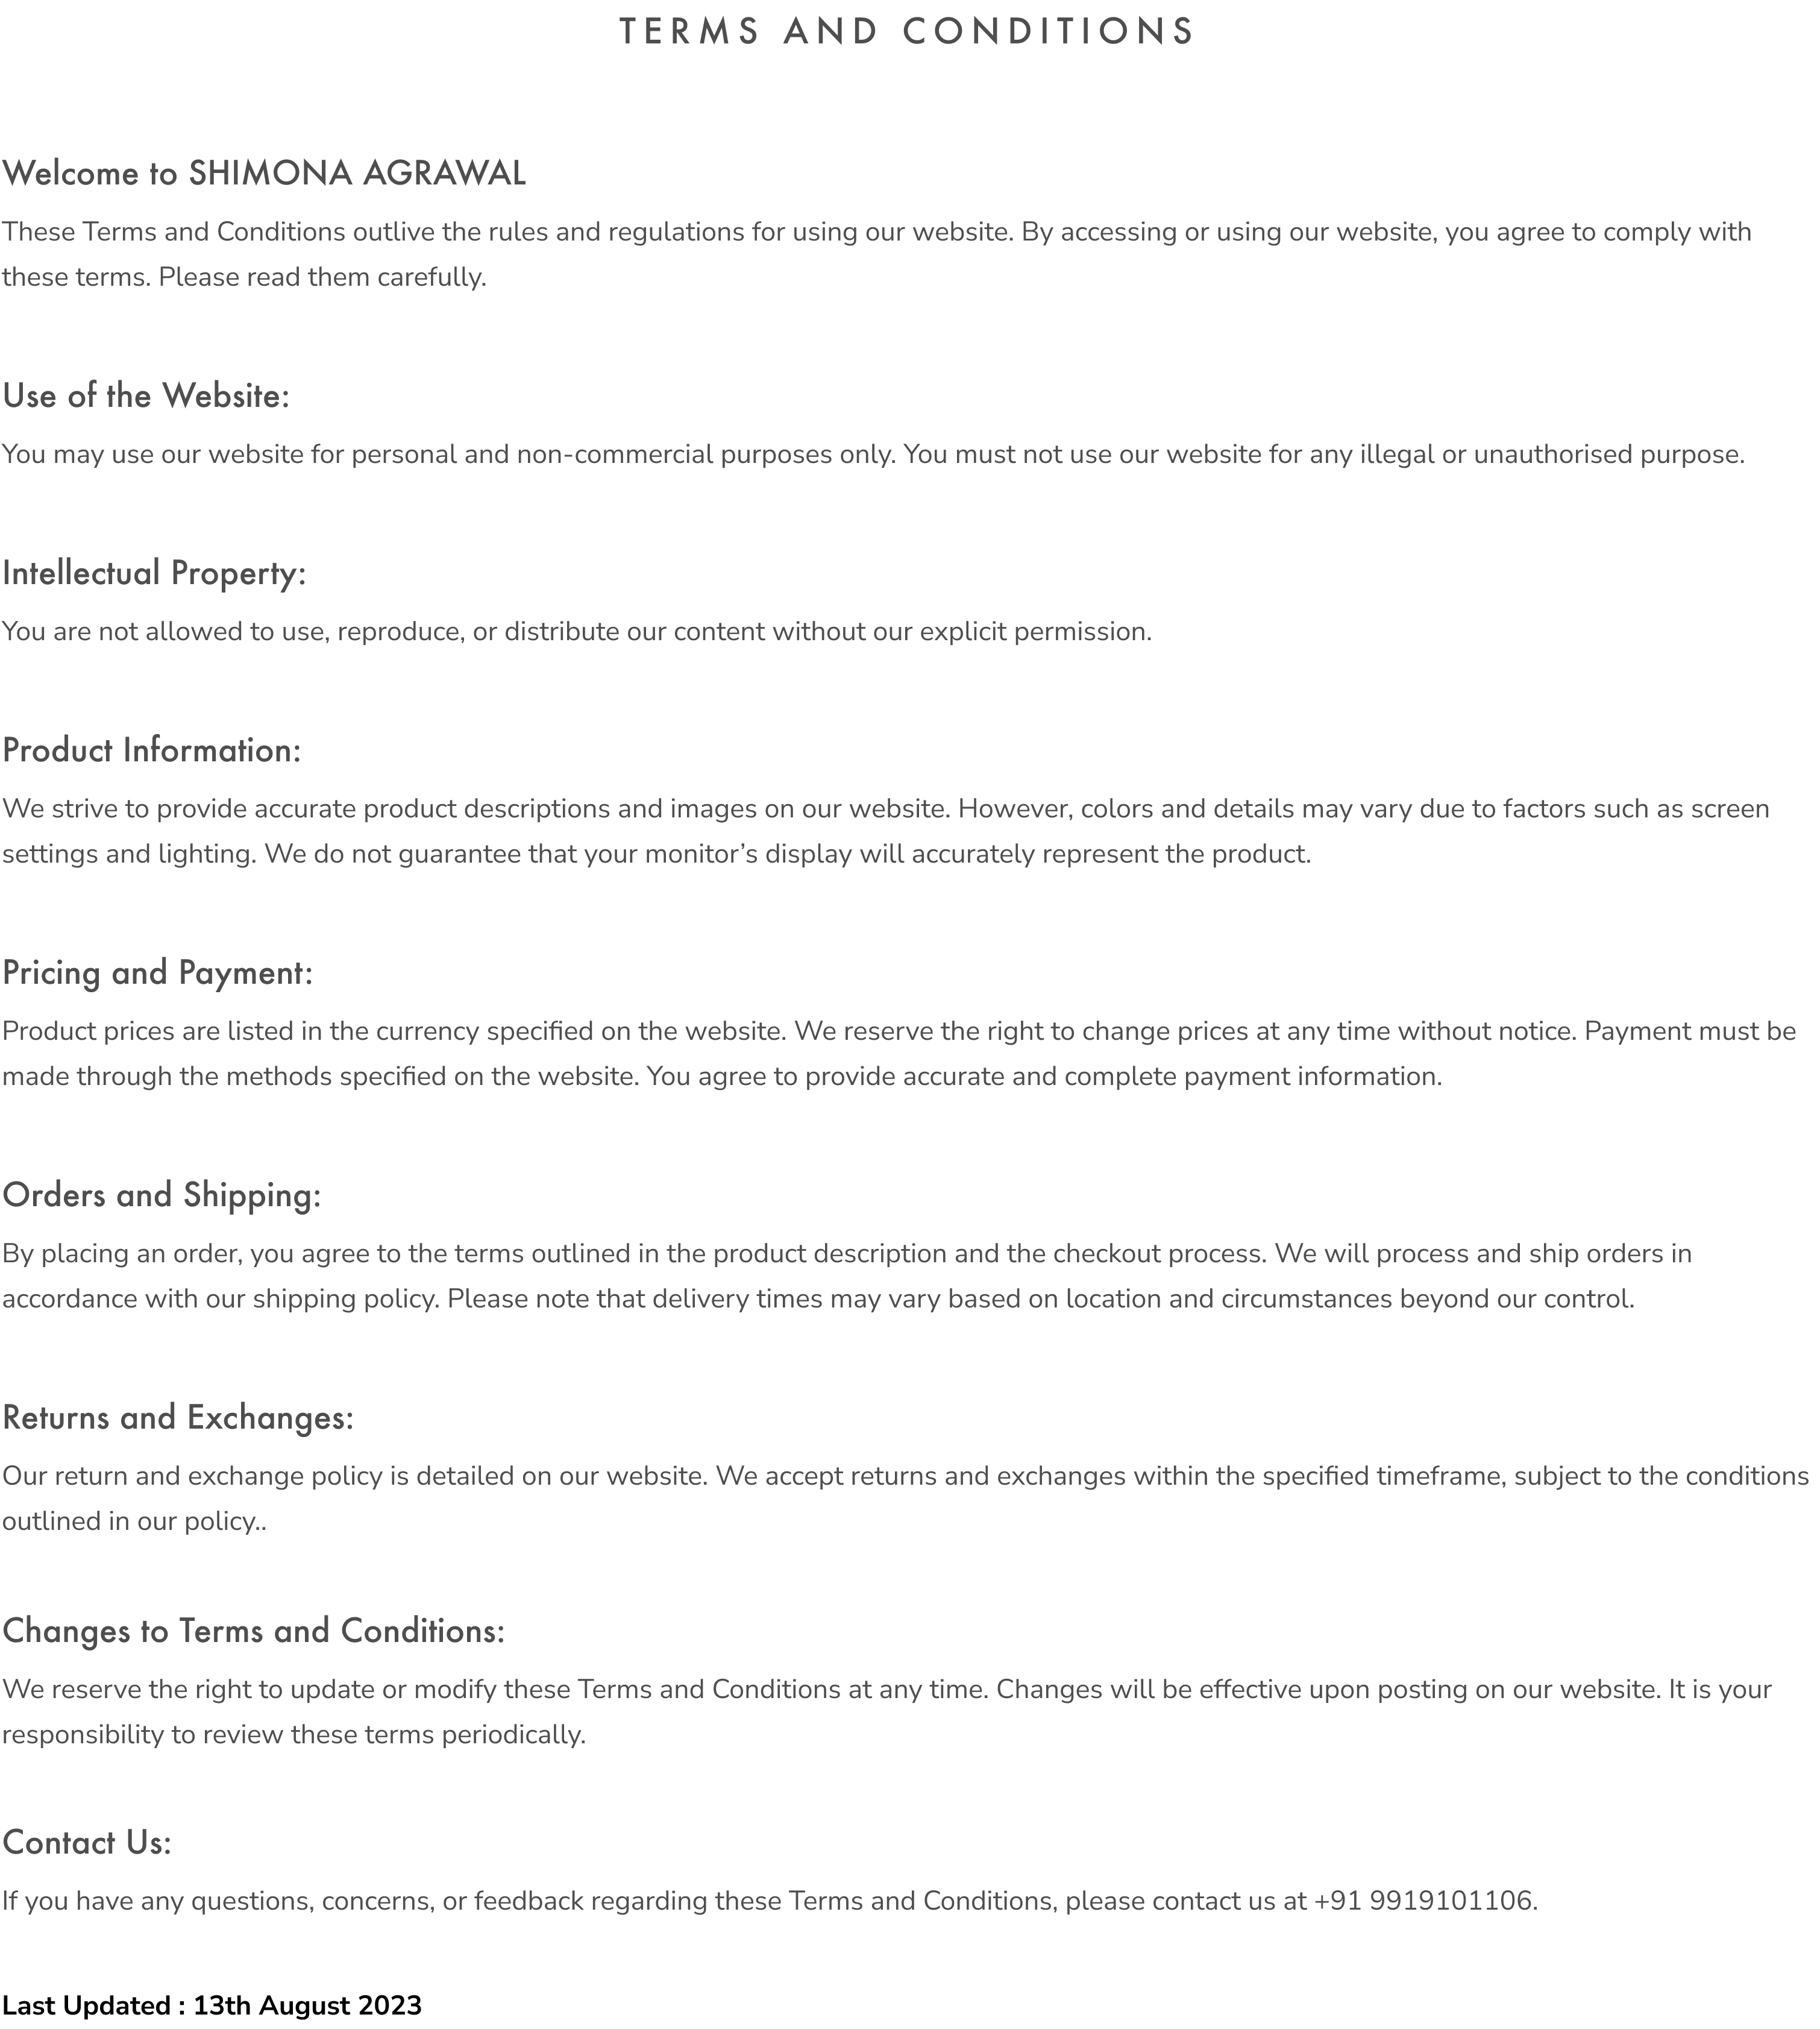 TERMS AND CONDITIONS
Welcome to SHIMONA AGRAWAL
These Terms and Conditions outlive the rules and regulations for using our website. By accessing or using our website, you agree to comply with
these terms. Please read them carefully.
Use of the Website:
You may use our website for personal and non-commercial purposes only. You must not use our website for any illegal or unauthorised purpose.
Intellectual Property:
You are not allowed to use, reproduce, or distribute our content without our explicit permission.
Product Information:
We strive to provide accurate product descriptions and images on our website. However, colors and details may vary due to factors such as screen
settings and lighting. We do not guarantee that your monitor’s display will accurately represent the product.
Pricing and Payment:
Product prices are listed in the currency specified on the website. We reserve the right to change prices at any time without notice. Payment must be
made through the methods specified on the website. You agree to provide accurate and complete payment information.
Orders and Shipping:
By placing an order, you agree to the terms outlined in the product description and the checkout process. We will process and ship orders in
accordance with our shipping policy. Please note that delivery times may vary based on location and circumstances beyond our control.
Returns and Exchanges:
Our return and exchange policy is detailed on our website. We accept returns and exchanges within the specified timeframe, subject to the conditions
outlined in our policy..
Changes to Terms and Conditions:
We reserve the right to update or modify these Terms and Conditions at any time. Changes will be effective upon posting on our website. It is your
responsibility to review these terms periodically.
Contact Us:
If you have any questions, concerns, or feedback regarding these Terms and Conditions, please contact us at +91 9919101106.
Last Updated : 13th August 2023